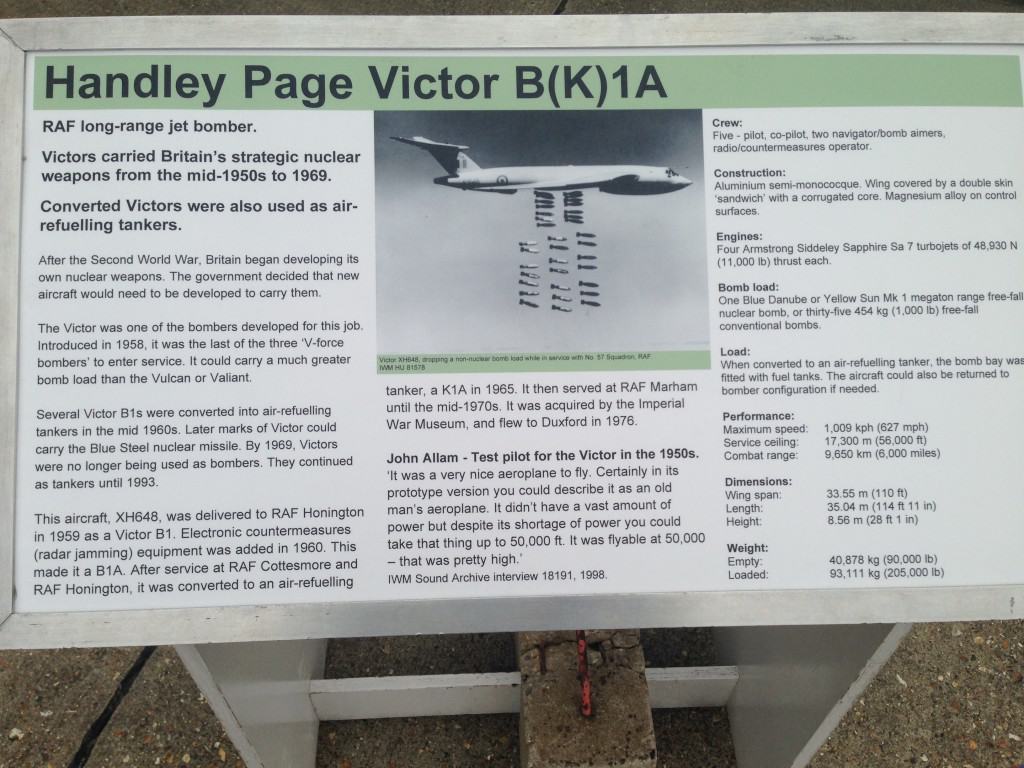 Handley Page Victor B(K)1A
RAF long-range jet bomber.
Victors carried Britain's strategic nuclear
weapons from the mid-1950s to 1969.
Converted Victors were also used as air-
refuelling tankers.
After the Second World War, Britain began developing its
own nuclear weapons. The government decided that new
aircraft would need to be developed to carry them.
The Victor was one of the bombers developed for this job.
Introduced in 1958, it was the last of the three 'V-force
bombers' to enter service. It could carry a much greater
bomb load than the Vulcan or Valiant.
Several Victor B1s were converted into air-refuelling
tankers in the mid 1960s. Later marks of Victor could
carry the Blue Steel nuclear missile. By 1969, Victors
were no longer being used as bombers. They continued
as tankers until 1993.
This aircraft, XH648, was delivered to RAF Honington
in 1959 as a Victor B1. Electronic countermeasures
(radar jamming) equipment was added in 1960. This
made it a B1A. After service at RAF Cottesmore and
RAF Honington, it was converted to an air-refuelling
Victor XH648, dropping a non-nuclear bomb load while in service with No. 57 Squadron, RAF.
IWM HU 81578
tanker, a K1A in 1965. It then served at RAF Marham
until the mid-1970s. It was acquired by the Imperial
War Museum, and flew to Duxford in 1976.
John Allam - Test pilot for the Victor in the 1950s.
'It was a very nice aeroplane to fly. Certainly in its
prototype version you could describe it as an old
man's aeroplane. It didn't have a vast amount of
power but despite its shortage of power you could
take that thing up to 50,000 ft. It was flyable at 50,000
– that was pretty high.'
IWM Sound Archive interview 18191, 1998.
Crew:
Five - pilot, co-pilot, two navigator/bomb aimers,
radio/countermeasures operator.
Construction:
Aluminium semi-monococque. Wing covered by a double skin
'sandwich' with a corrugated core. Magnesium alloy on control
surfaces.
Engines:
Four Armstrong Siddeley Sapphire Sa 7 turbojets of 48,930 N
(11,000 lb) thrust each.
Bomb load:
One Blue Danube or Yellow Sun Mk 1 megaton range free-fall
nuclear bomb, or thirty-five 454 kg (1,000 lb) free-fall
conventional bombs.
Load:
When converted to an air-refuelling tanker, the bomb bay was
fitted with fuel tanks. The aircraft could also be returned to
bomber configuration if needed.
Performance:
Maximum speed: 1,009 kph (627 mph)
Service ceiling: 17,300 m (56,000 ft)
Combat range: 9,650 km (6,000 miles)
Dimensions:
Wing span: 33.55 m (110 ft)
Length: 35.04 m (114 ft 11 in)
Height: 8.56 m (28 ft 1 in)
Weight:
Empty: 40,878 kg (90,000 lb)
Loaded: 93,111 kg (205,000 lb)